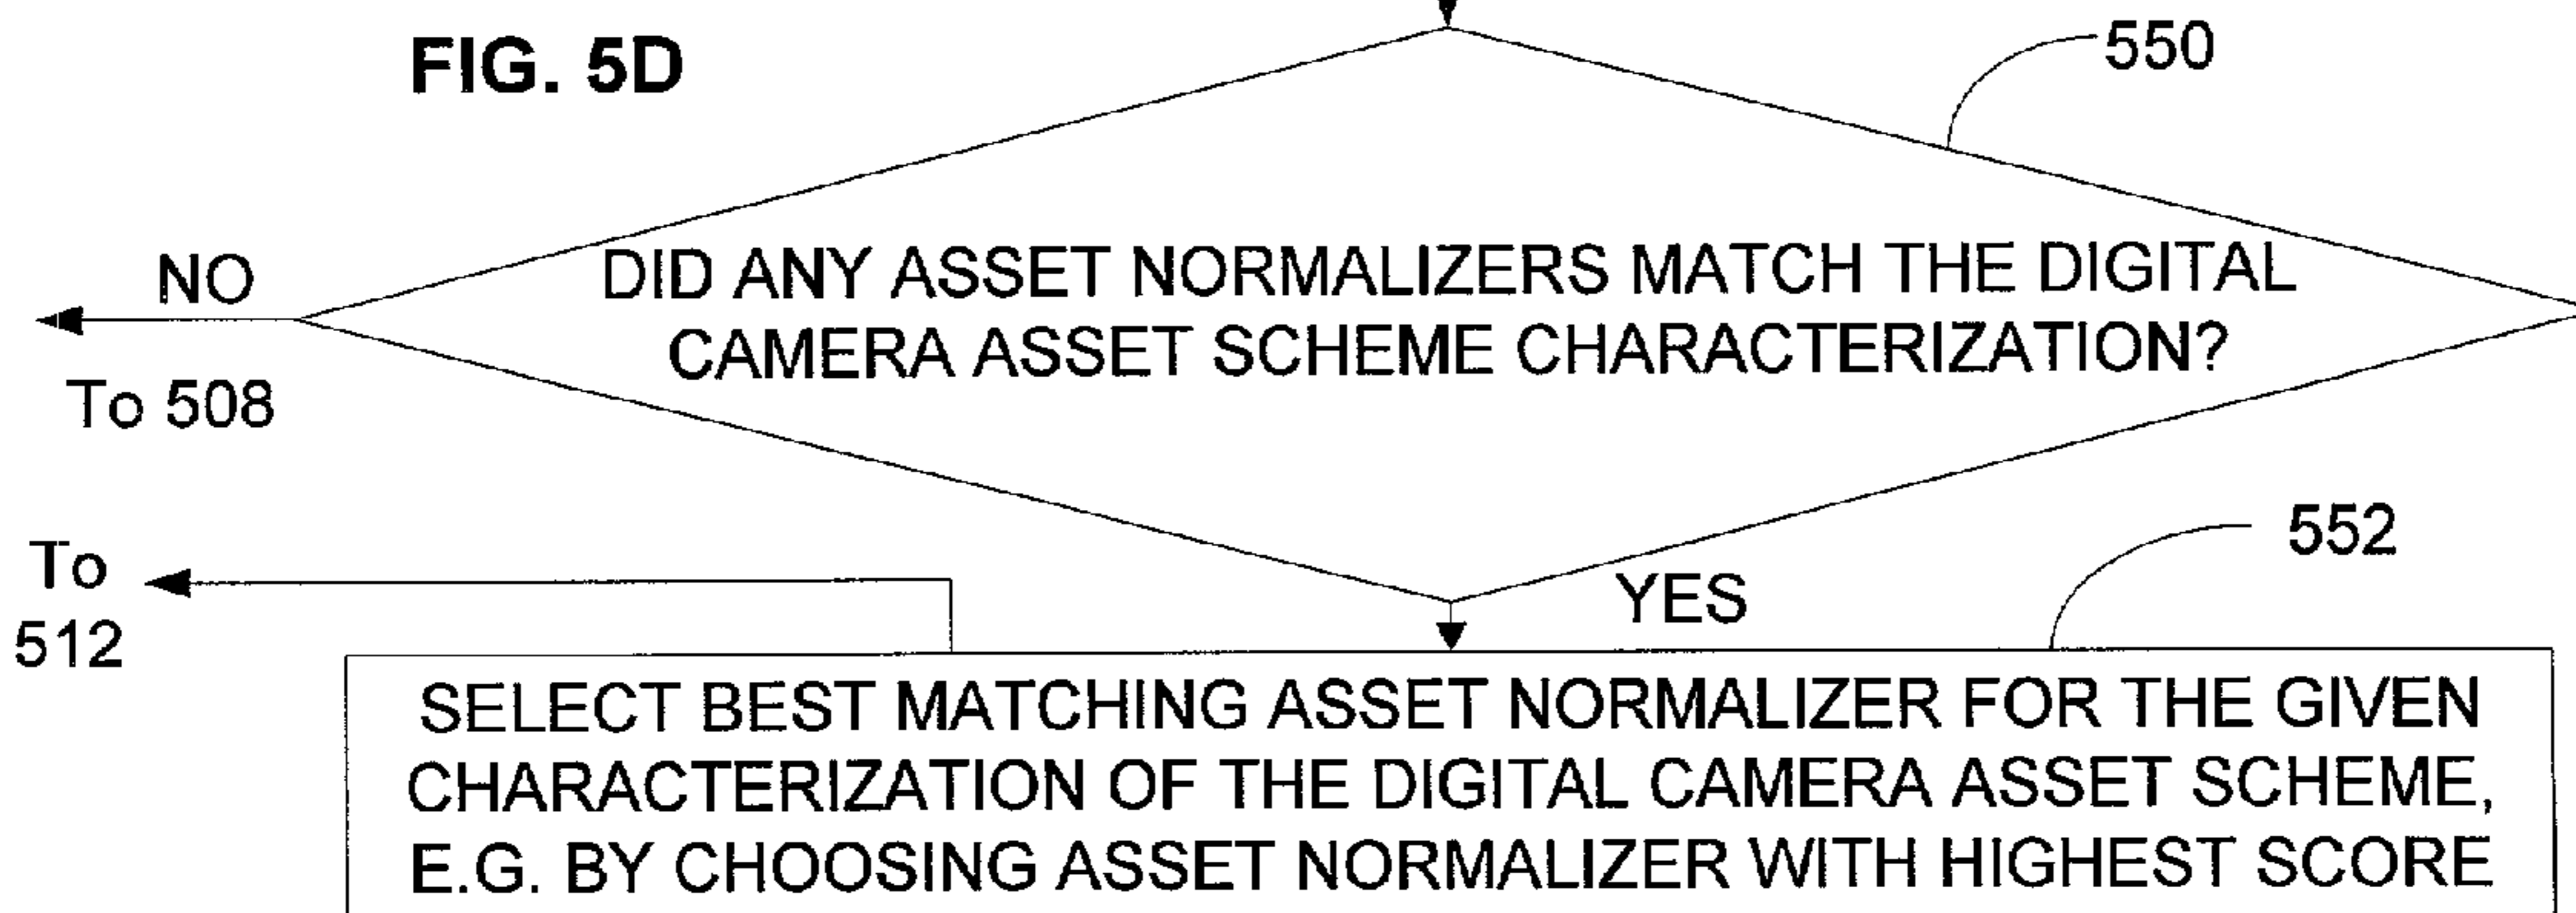 FIG. 5D
550
DID ANY ASSET NORMALIZERS MATCH THE DIGITAL
CAMERA ASSET SCHEME CHARACTERIZATION?
NO
To 508
YES
To
512
552
SELECT BEST MATCHING ASSET NORMALIZER FOR THE GIVEN
CHARACTERIZATION OF THE DIGITAL CAMERA ASSET SCHEME,
E.G. BY CHOOSING ASSET NORMALIZER WITH HIGHEST SCORE